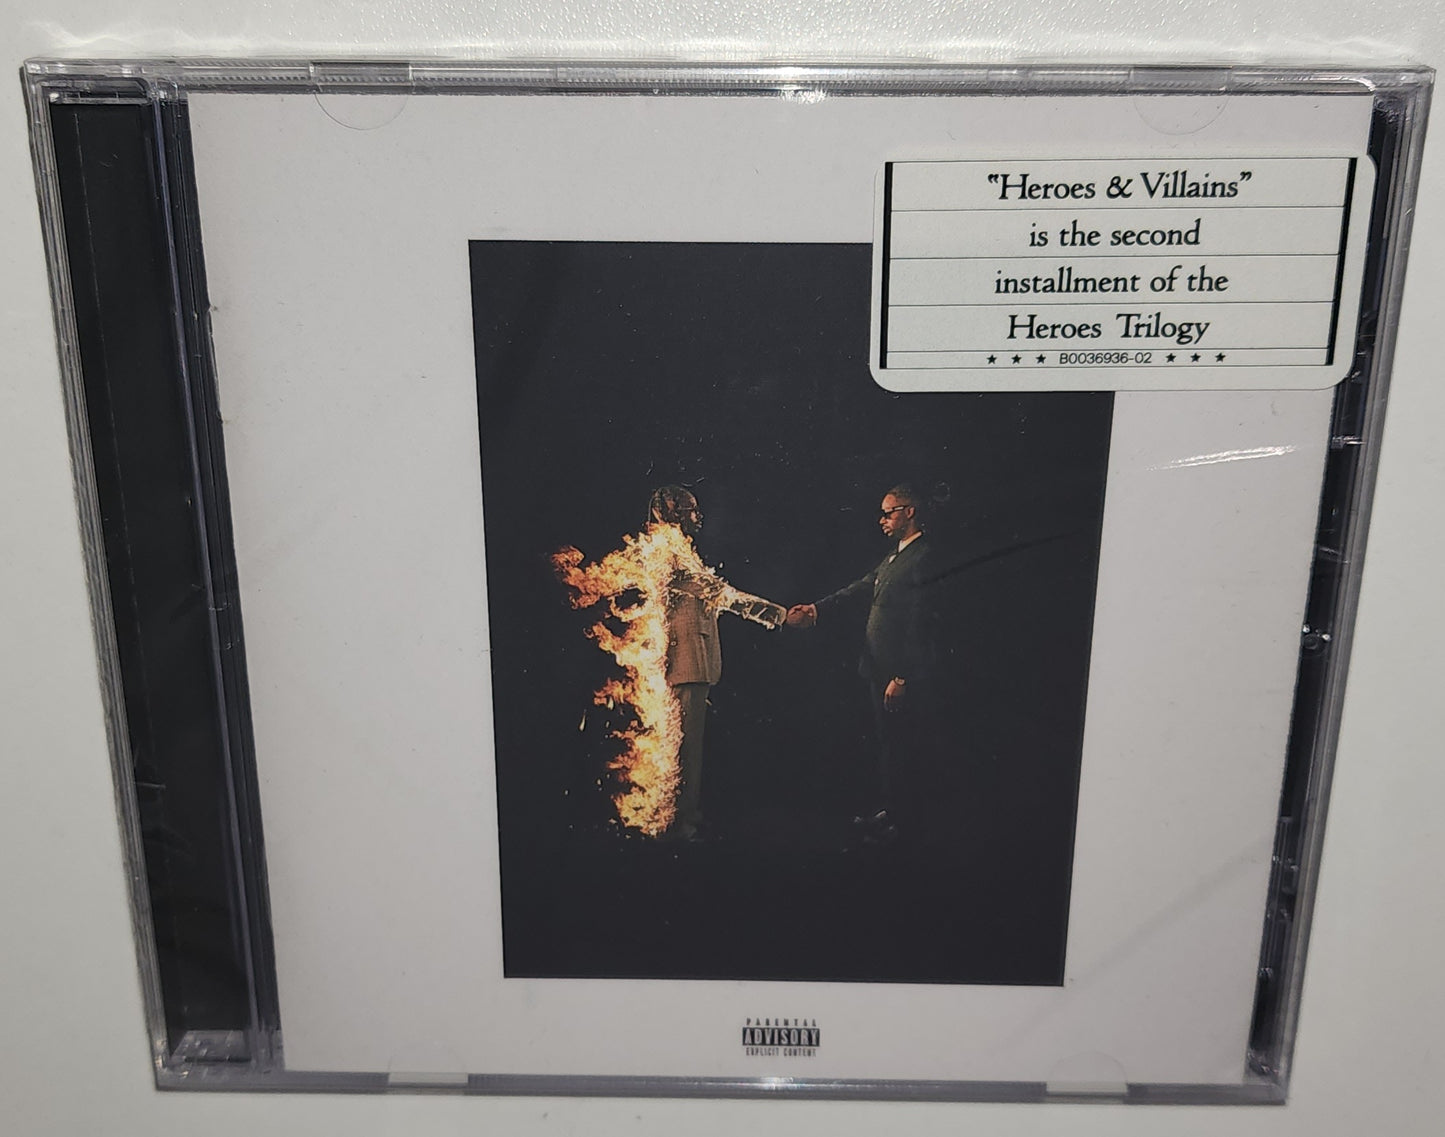 "Heroes & Villains"
is the second
installment of the
Heroes Trilogy
★ ★ ★ B0036936-02 ★ ★ ★
PARENTAL
ADVISORY
EXPLICIT CONTENT